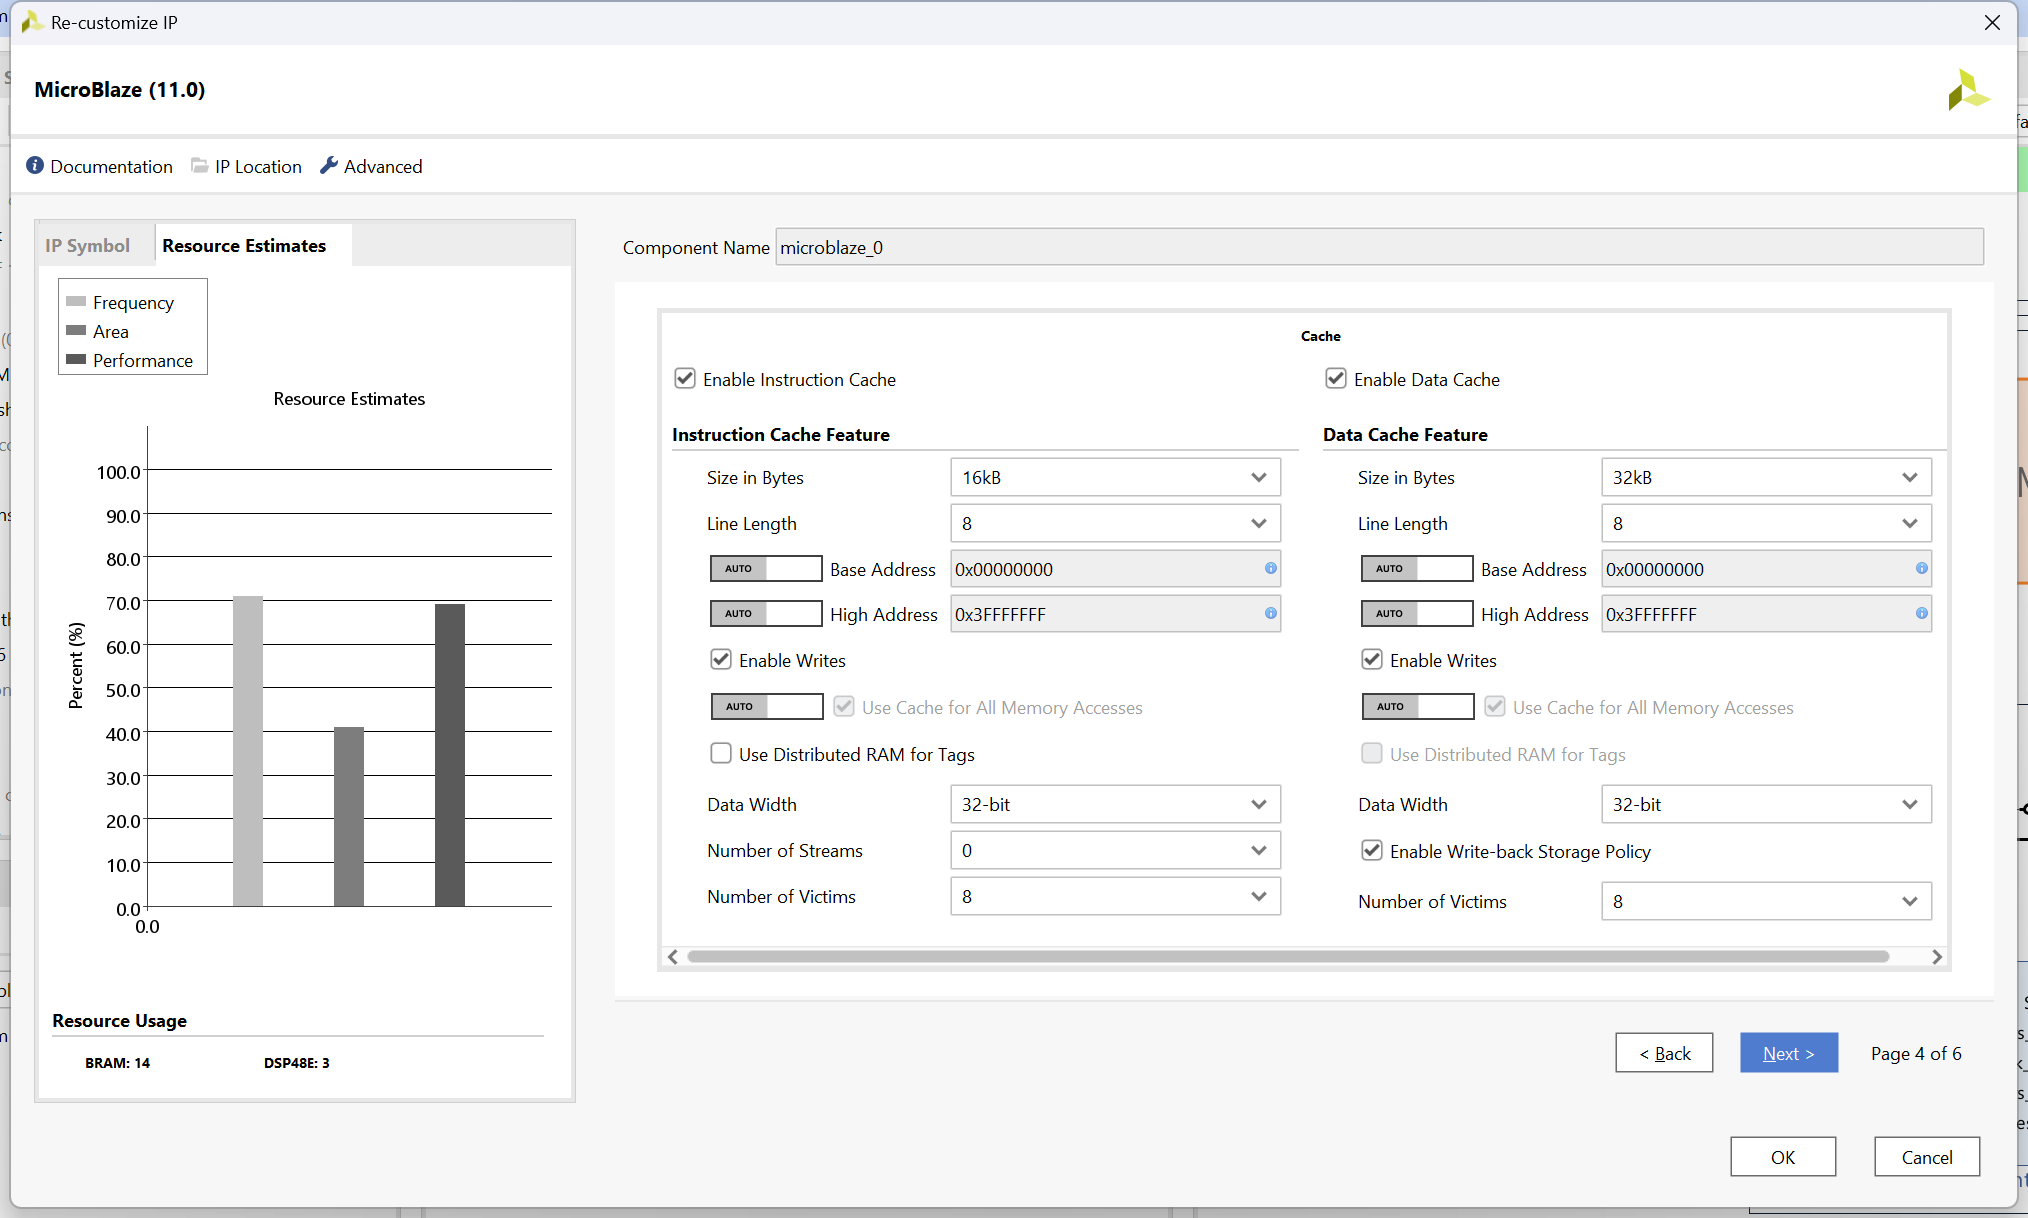 Re-customize IP
MicroBlaze (11.0)
Documentation IP Location Advanced
IP Symbol Resource Estimates
Frequency
Area
Performance
Resource Estimates
100.0
90.0
80.0
70.0
60.0
50.0
40.0
30.0
20.0
10.0
0.0
0.0
Percent (%)
Resource Usage
BRAM: 14 DSP48E: 3
Component Name microblaze_0
Cache
Enable Instruction Cache
Instruction Cache Feature
Size in Bytes 16kB
Line Length 8
AUTO Base Address 0x00000000
AUTO High Address 0x3FFFFFFF
Enable Writes
AUTO Use Cache for All Memory Accesses
Use Distributed RAM for Tags
Data Width 32-bit
Number of Streams 0
Number of Victims 8
Enable Data Cache
Data Cache Feature
Size in Bytes 32kB
Line Length 8
AUTO Base Address 0x00000000
AUTO High Address 0x3FFFFFFF
Enable Writes
AUTO Use Cache for All Memory Accesses
Use Distributed RAM for Tags
Data Width 32-bit
Enable Write-back Storage Policy
Number of Victims 8
< Back Next > Page 4 of 6
OK Cancel